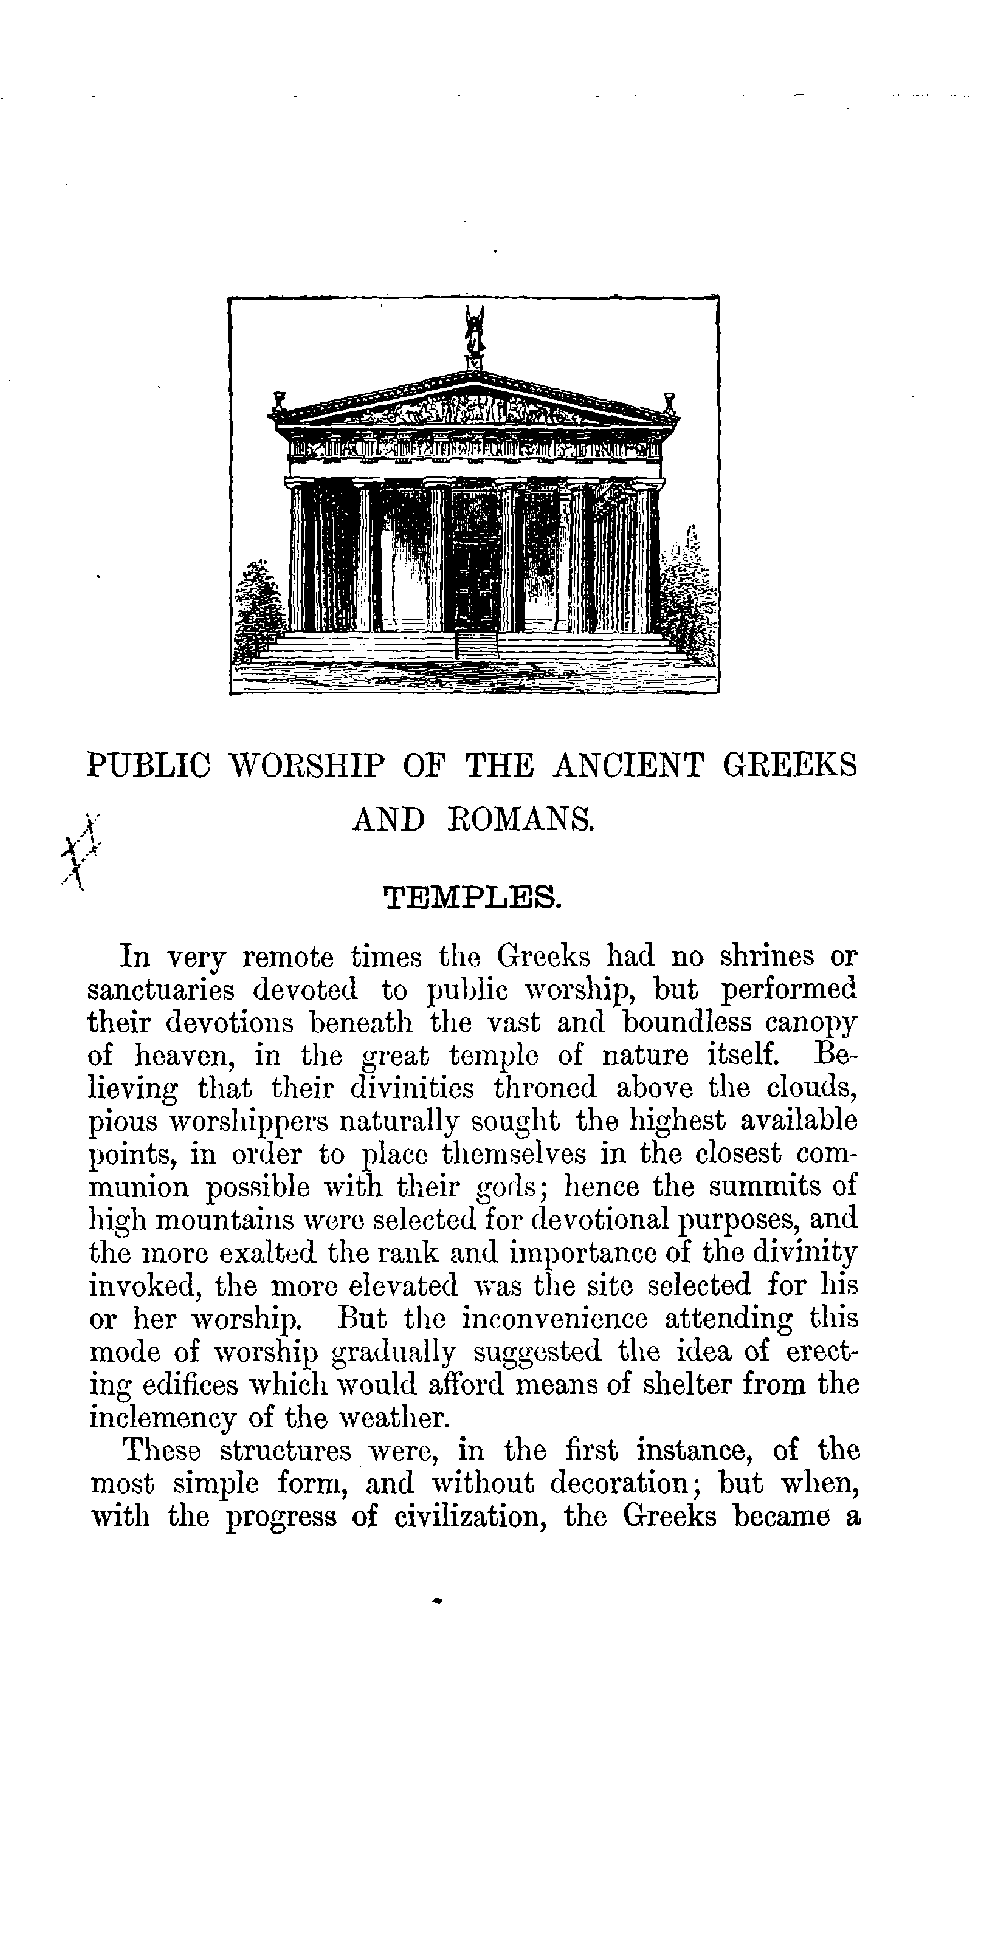 PUBLIC WORSHIP OF THE ANCIENT GREEKS
AND ROMANS.
TEMPLES.
In very remote times the Greeks had no shrines or
sanctuaries devoted to public worship, but performed
their devotions beneath the vast and boundless canopy
of heaven, in the great temple of nature itself. Be-
lieving that their divinities throned above the clouds,
pious worshippers naturally sought the highest available
points, in order to place themselves in the closest com-
munion possible with their gods; hence the summits of
high mountains were selected for devotional purposes, and
the more exalted the rank and importance of the divinity
invoked, the more elevated was the site selected for his
or her worship. But the inconvenience attending this
mode of worship gradually suggested the idea of erect-
ing edifices which would afford means of shelter from the
inclemency of the weather.
These structures were, in the first instance, of the
most simple form, and without decoration; but when,
with the progress of civilization, the Greeks became a